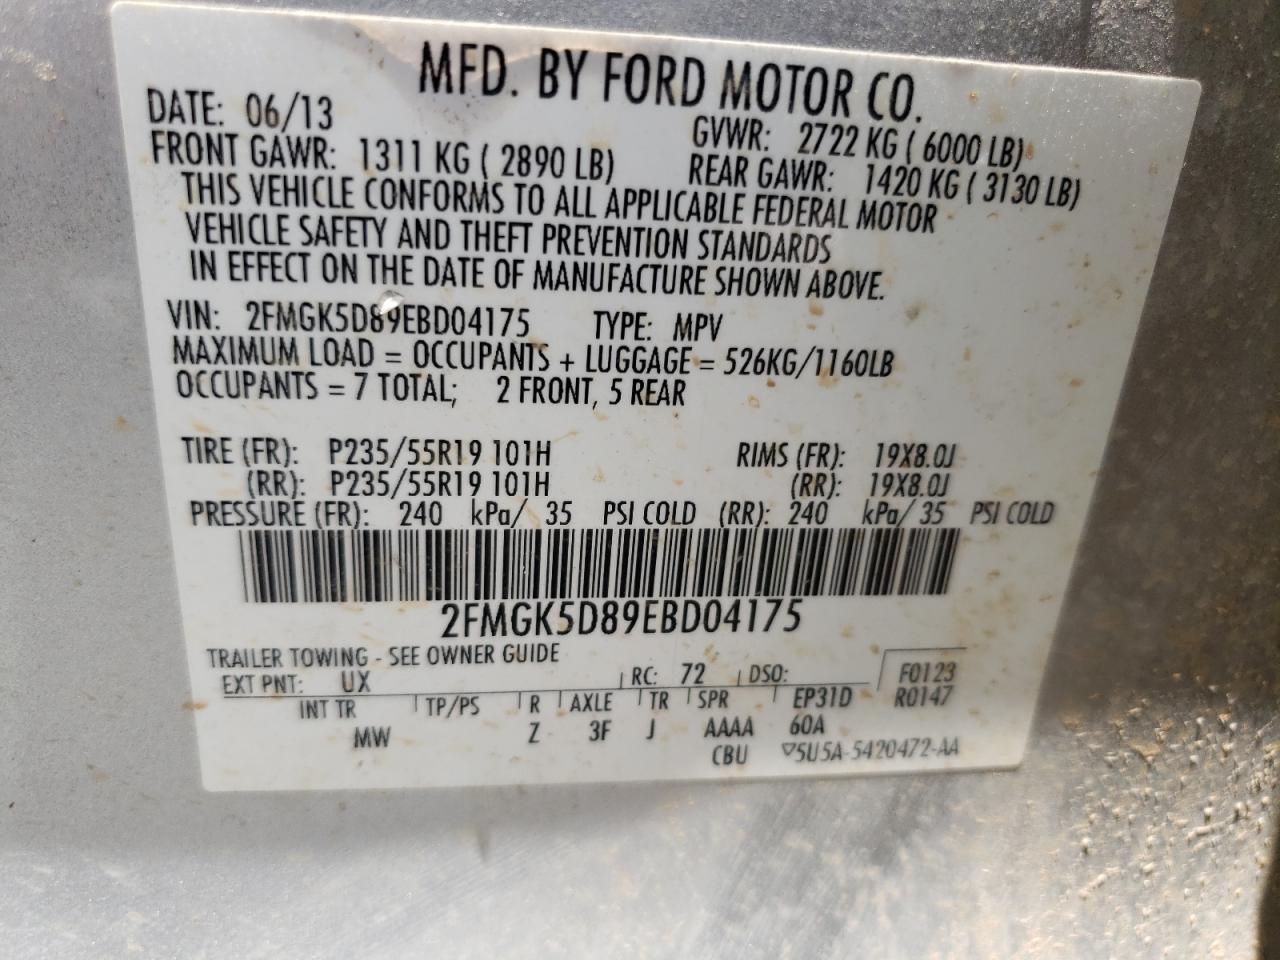 MFD. BY FORD MOTOR CO.
DATE: 06/13 GVWR: 2722 KG ( 6000 LB)
FRONT GAWR: 1311 KG ( 2890 LB) REAR GAWR: 1420 KG ( 3130 LB)
THIS VEHICLE CONFORMS TO ALL APPLICABLE FEDERAL MOTOR
VEHICLE SAFETY AND THEFT PREVENTION STANDARDS
IN EFFECT ON THE DATE OF MANUFACTURE SHOWN ABOVE.
VIN: 2FMGK5D89EBD04175 TYPE: MPV
MAXIMUM LOAD = OCCUPANTS + LUGGAGE = 526KG/1160LB
OCCUPANTS = 7 TOTAL; 2 FRONT, 5 REAR
TIRE (FR): P235/55R19 101H RIMS (FR): 19X8.0J
(RR): P235/55R19 101H (RR): 19X8.0J
PRESSURE (FR): 240 kPa/ 35 PSI COLD (RR): 240 kPa/ 35 PSI COLD
2FMGK5D89EBD04175
TRAILER TOWING - SEE OWNER GUIDE
EXT PNT: UX RC: 72 DSO: F0123
INT TR TP/PS R AXLE TR SPR EP31D R0147
MW Z 3F J AAAA 60A
CBU ▽5U5A-5420472-AA